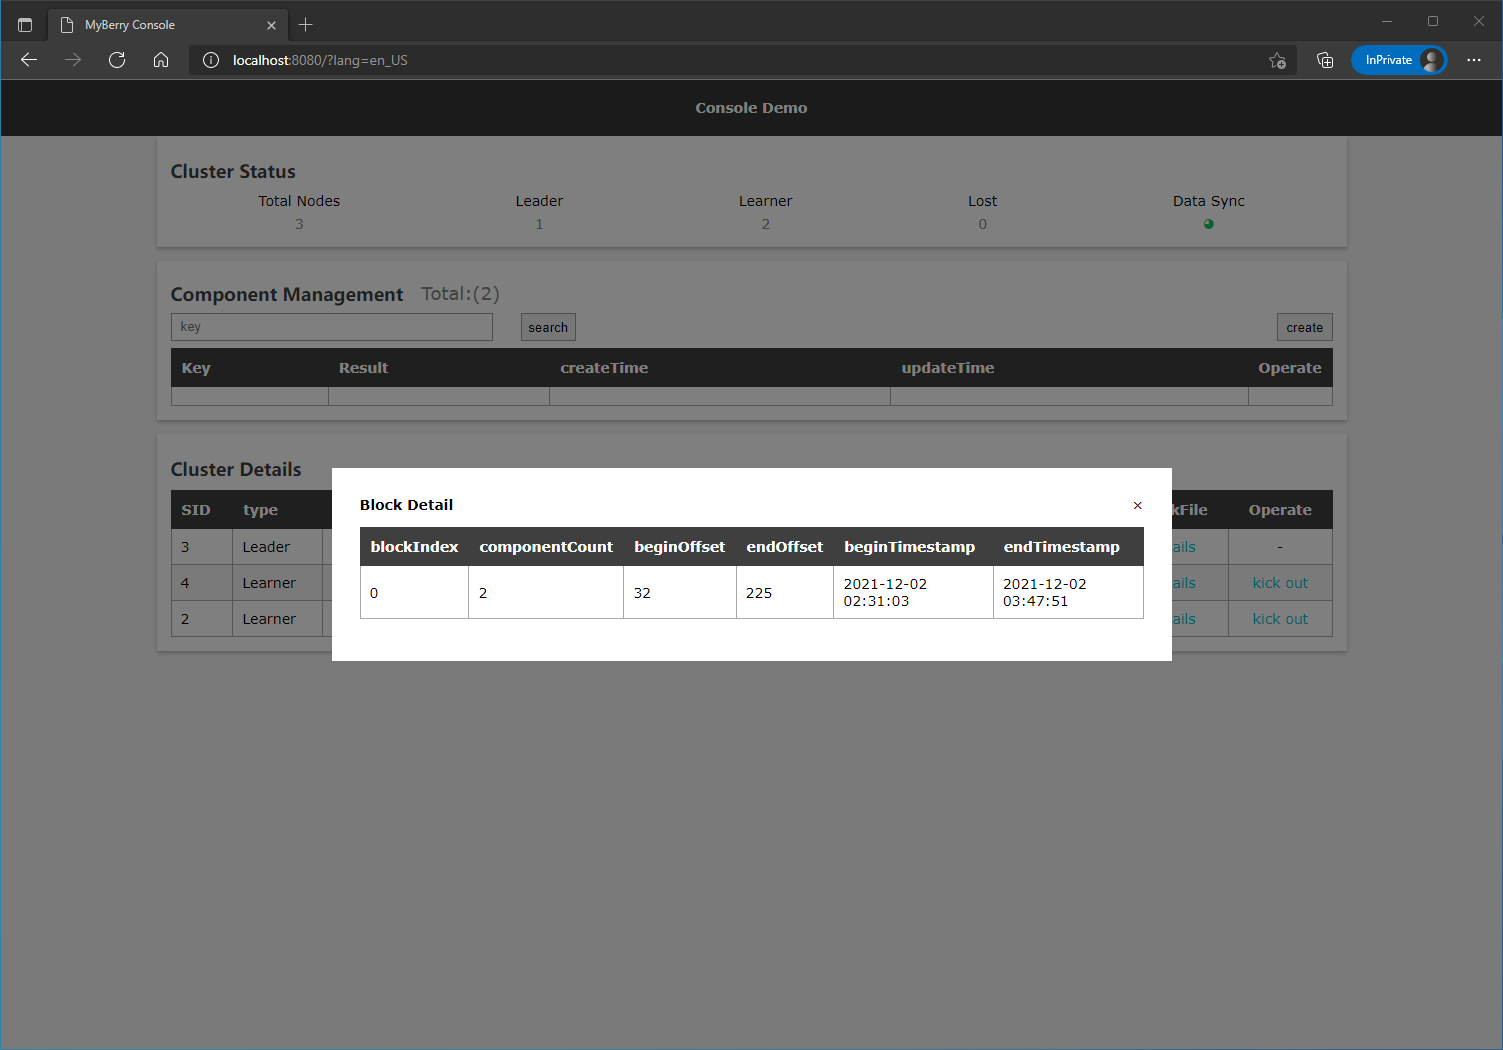 MyBerry Console
localhost:8080/?lang=en_US
InPrivate
Console Demo
Cluster Status
Total Nodes Leader Learner Lost Data Sync
3 1 2 0
Component Management Total:(2)
key search create
Key Result createTime updateTime Operate
Cluster Details
SID type kFile Operate
3 Leader ails -
4 Learner ails kick out
2 Learner ails kick out
Block Detail ×
blockIndex componentCount beginOffset endOffset beginTimestamp endTimestamp
0 2 32 225 2021-12-02 02:31:03 2021-12-02 03:47:51